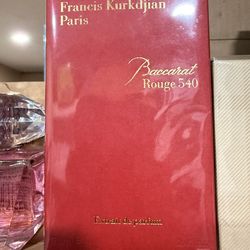 Francis Kurkdjian
Paris
Baccarat
Rouge 540
Extrait de parfum